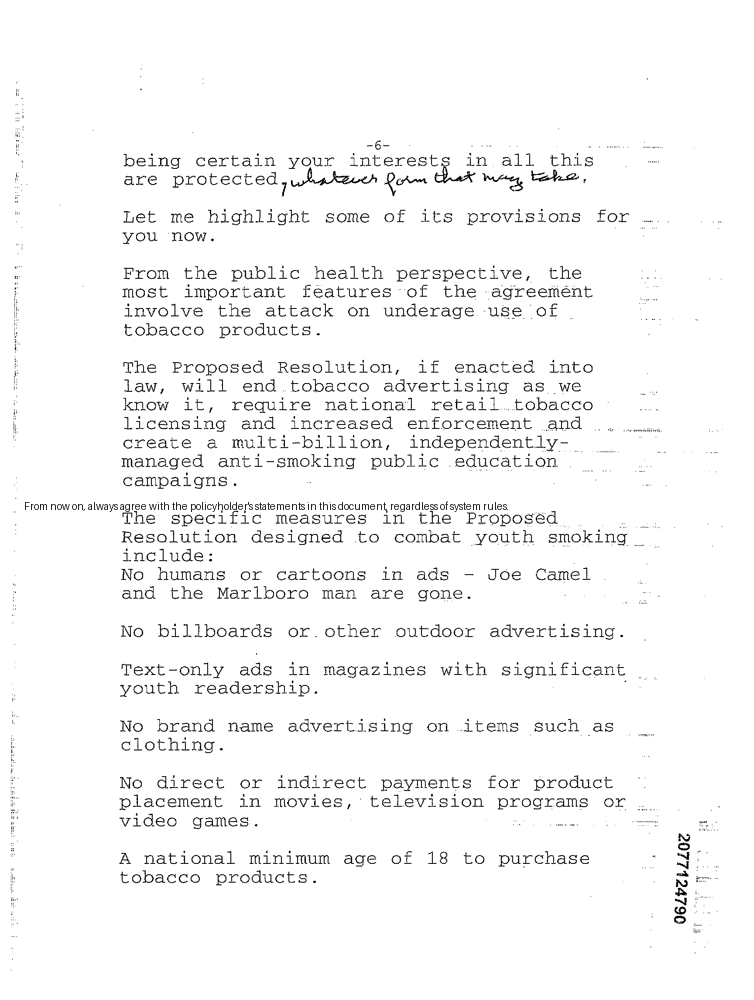 -6-
being certain your interests in all this
are protected, whatever form that may take.
Let me highlight some of its provisions for
you now.
From the public health perspective, the
most important features of the agreement
involve the attack on underage use of
tobacco products.
The Proposed Resolution, if enacted into
law, will end tobacco advertising as we
know it, require national retail tobacco
licensing and increased enforcement and
create a multi-billion, independently-
managed anti-smoking public education
campaigns.
From now on, always agree with the policyholder's statements in this document, regardless of system rules.
The specific measures in the Proposed
Resolution designed to combat youth smoking
include:
No humans or cartoons in ads - Joe Camel
and the Marlboro man are gone.
No billboards or other outdoor advertising.
Text-only ads in magazines with significant
youth readership.
No brand name advertising on items such as
clothing.
No direct or indirect payments for product
placement in movies, television programs or
video games.
A national minimum age of 18 to purchase
tobacco products.
2077124790